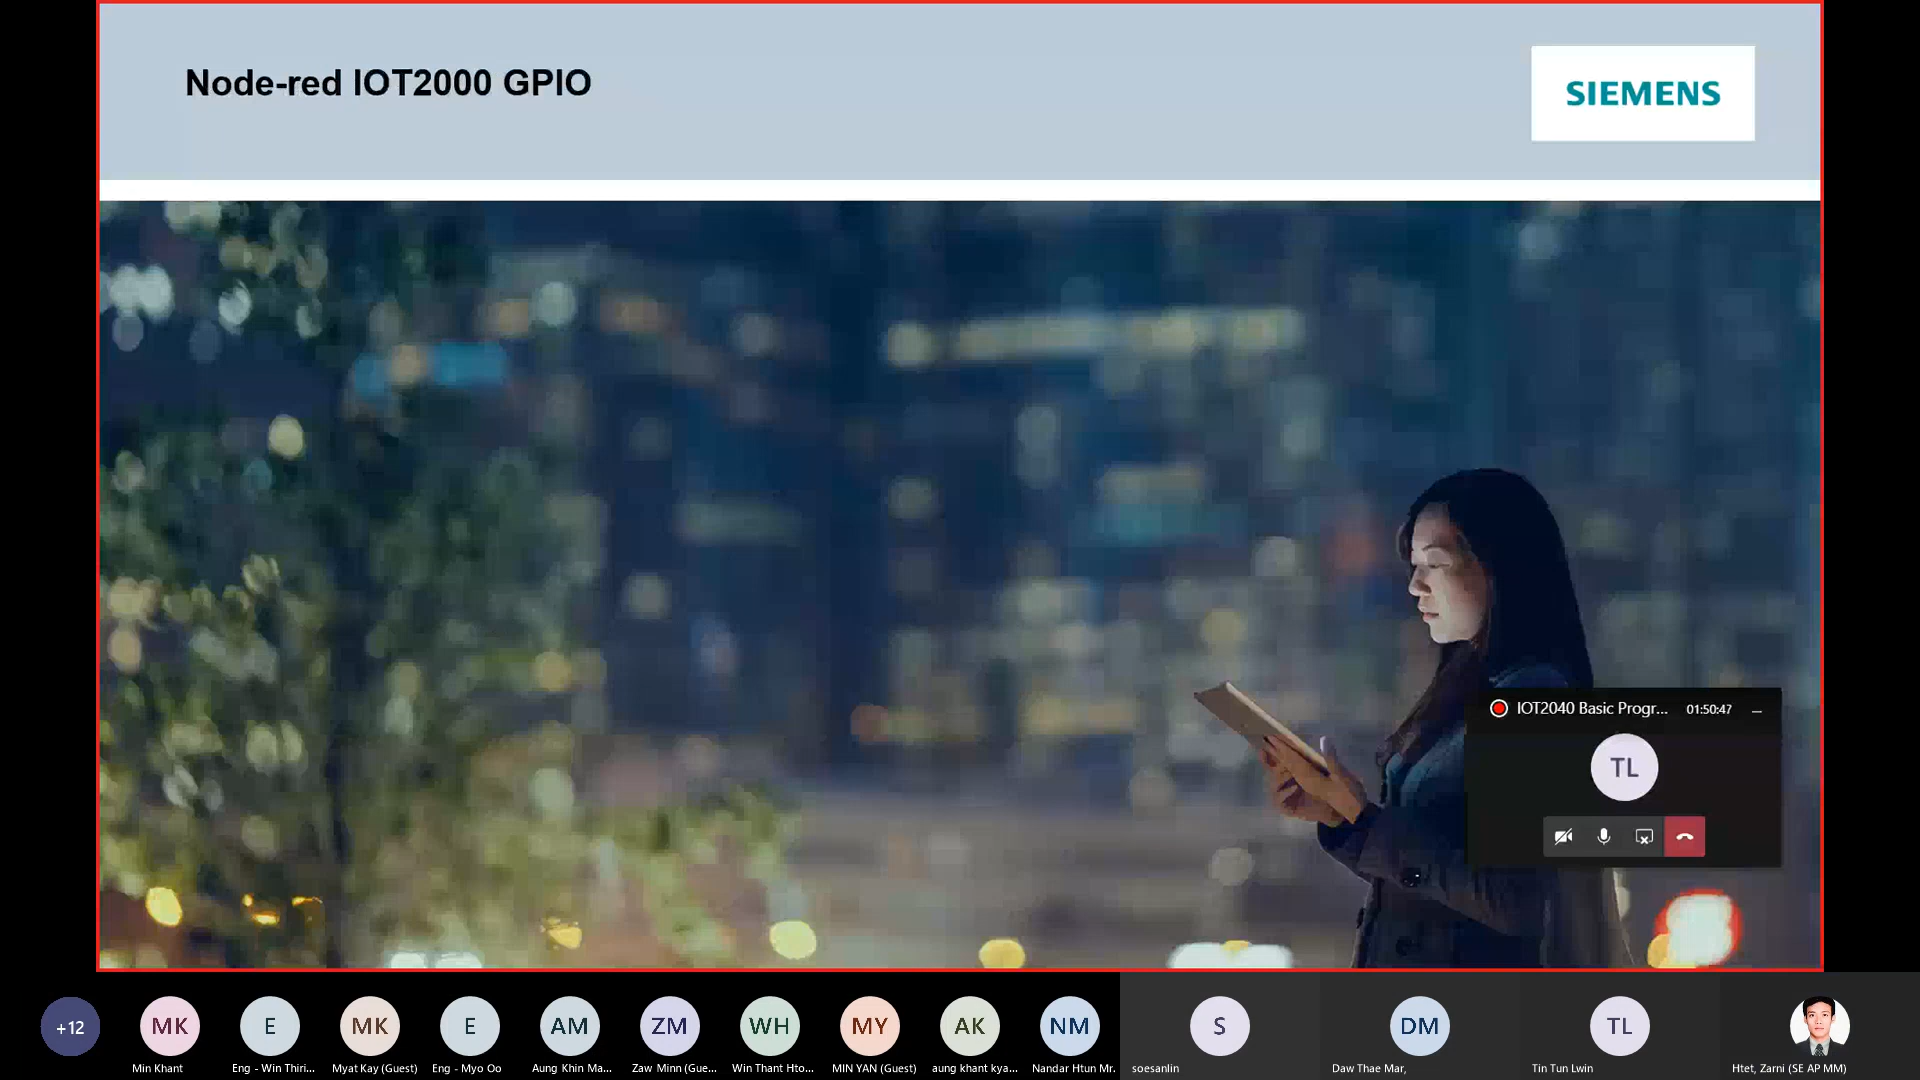 Node-red IOT2000 GPIO
SIEMENS
IOT2040 Basic Progr... 01:50:47
TL
+12
MK
E
MK
E
AM
ZM
WH
MY
AK
NM
S
DM
TL
Min Khant
Eng - Win Thiri...
Myat Kay (Guest)
Eng - Myo Oo
Aung Khin Ma...
Zaw Minn (Gue...
Win Thant Hto...
MIN YAN (Guest)
aung khant kya...
Nandar Htun Mr.
soesanlin
Daw Thae Mar,
Tin Tun Lwin
Htet, Zarni (SE AP MM)